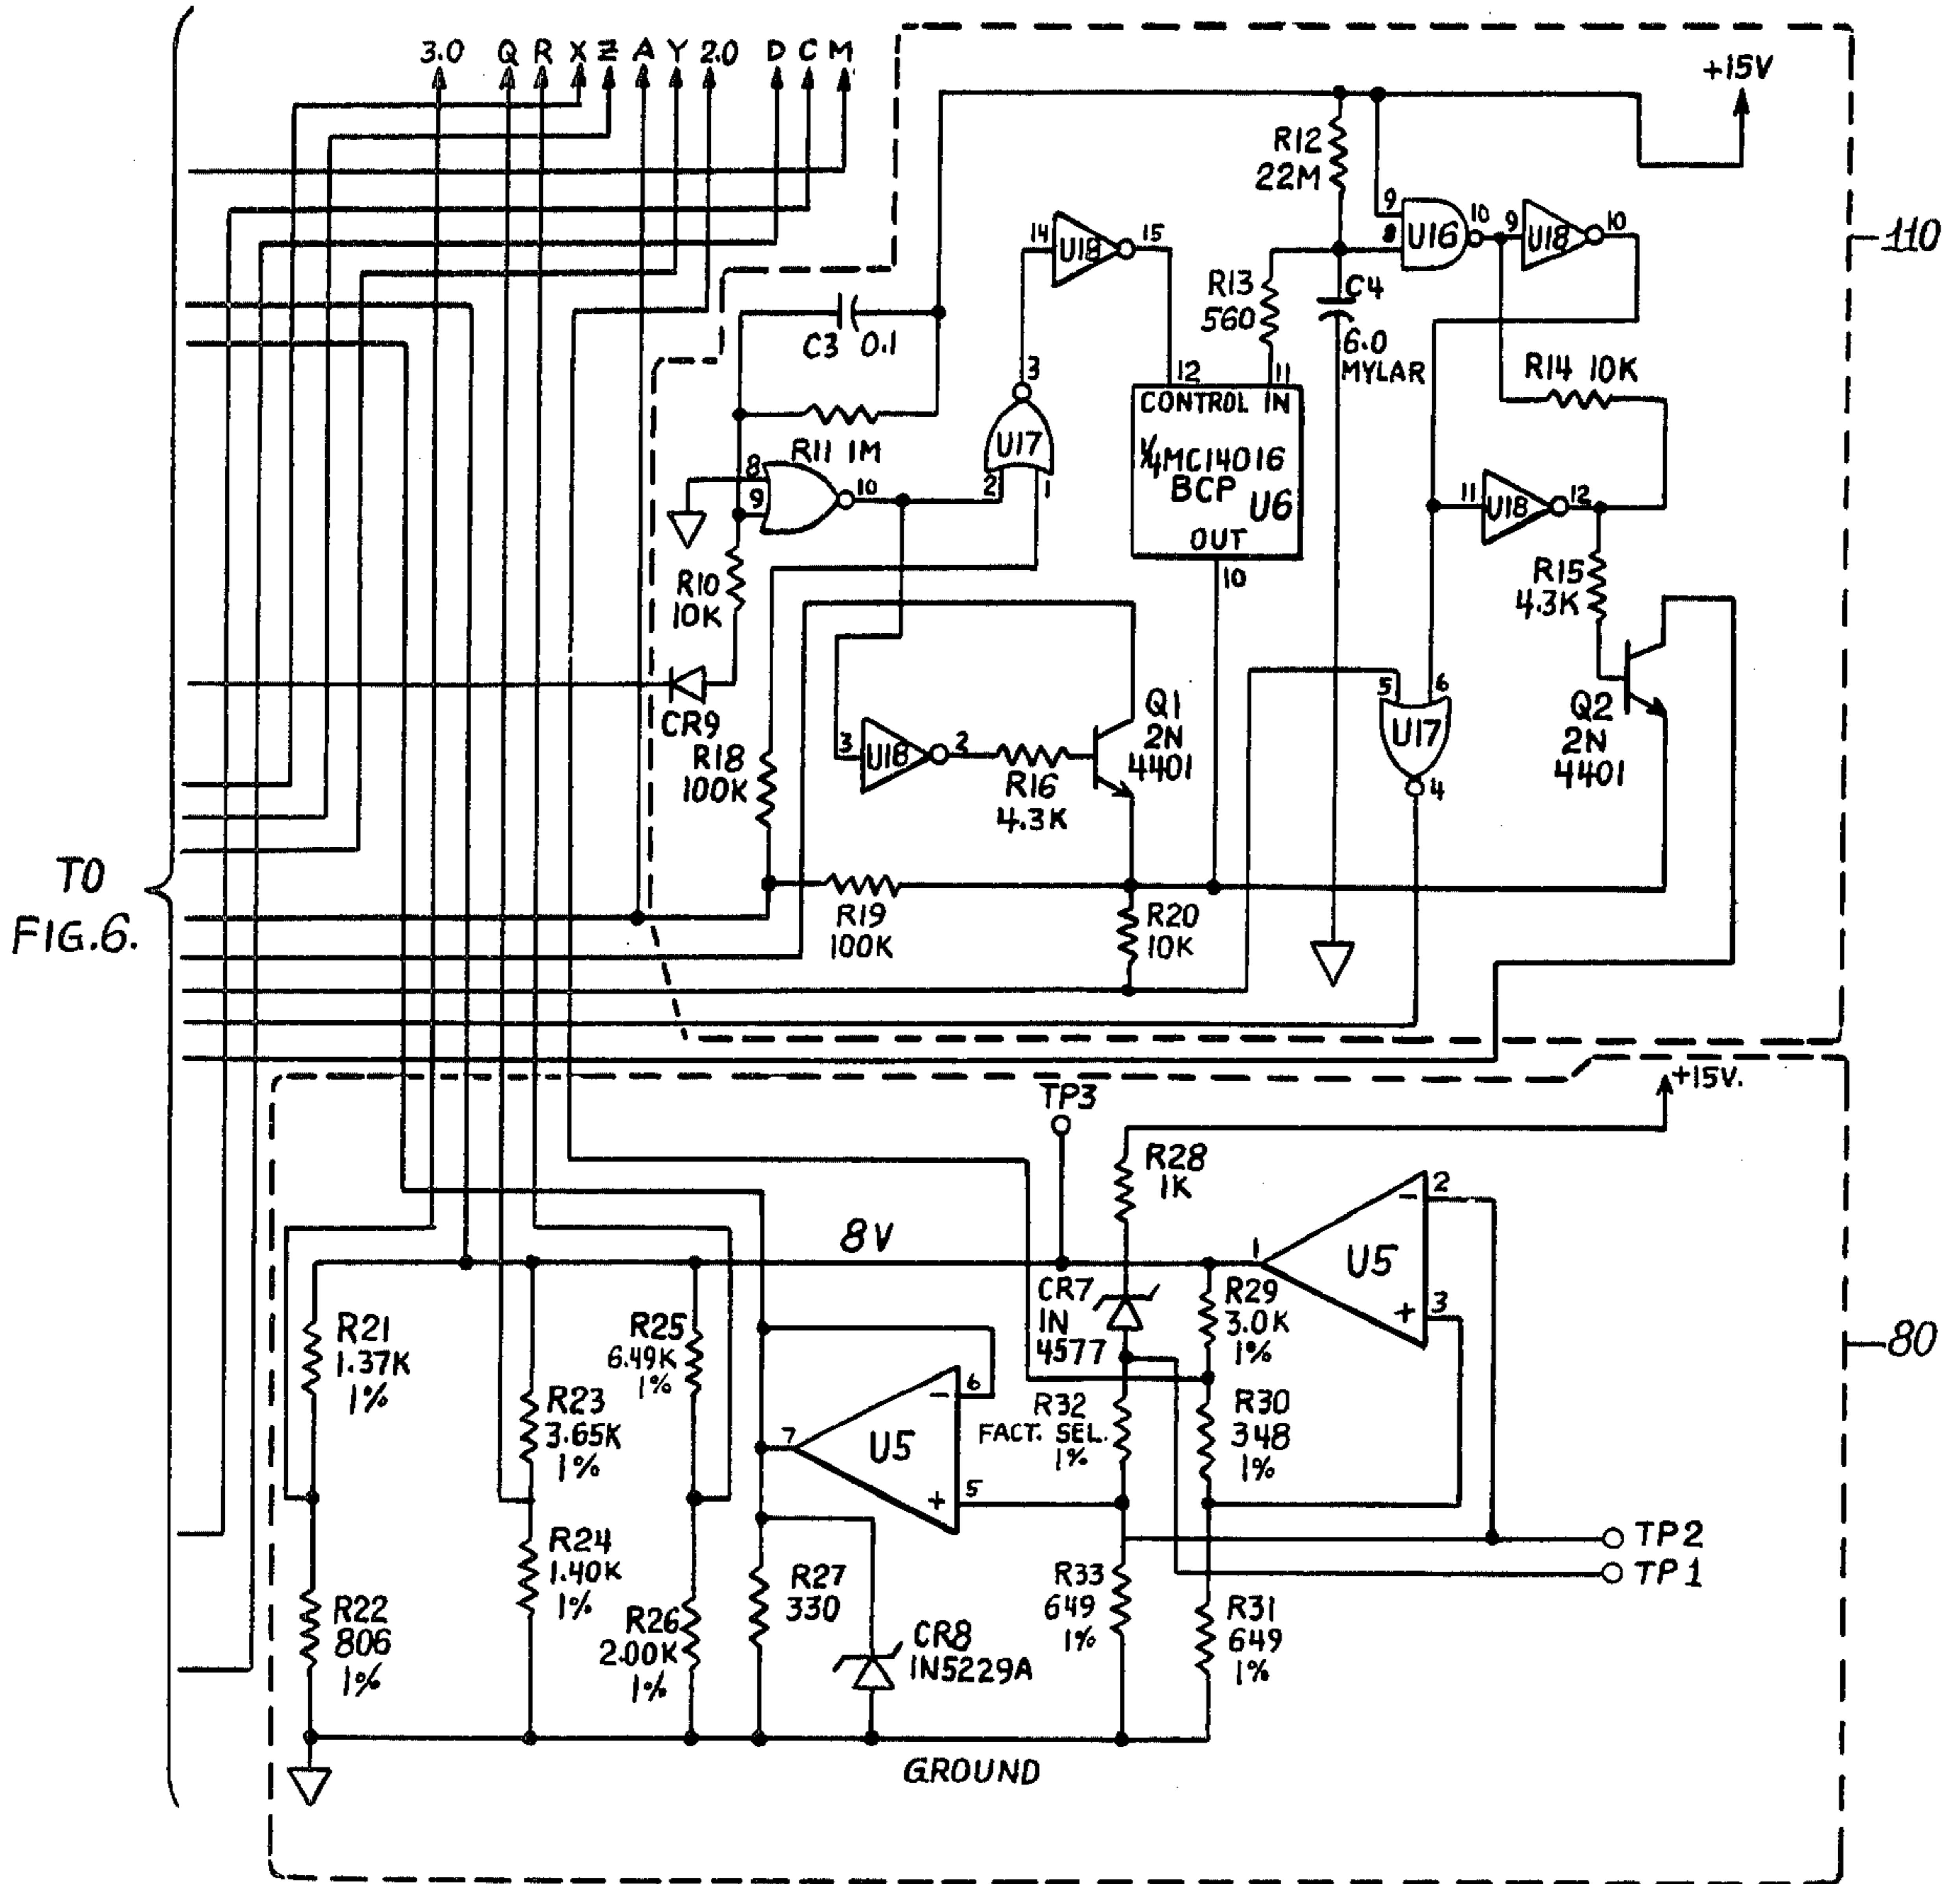 3.0 Q R X Z A Y 2.0 D C M
+15V
R12
22M
9
8
U16
10
9
U18
10
110
14
U18
15
R13
560
C4
6.0
MYLAR
C3 0.1
R14 10K
3
12
11
CONTROL IN
1/4 MC14016
BCP
U6
OUT
10
R11 1M
U17
2
1
8
9
10
11
U18
12
R10
10K
R15
4.3K
CR9
5
6
U17
4
Q2
2N
4401
Q1
2N
4401
3
U18
2
R16
4.3K
R18
100K
TO
FIG.6.
R19
100K
R20
10K
+15V.
TP3
R28
1K
2
−
U5
1
+
3
8V
CR7
1N
4577
R29
3.0K
1%
80
R21
1.37K
1%
R25
6.49K
1%
R23
3.65K
1%
6
−
7
U5
+
5
R32
FACT. SEL.
1%
R30
348
1%
TP2
TP1
R24
1.40K
1%
R22
806
1%
R26
2.00K
1%
R27
330
CR8
1N5229A
R33
649
1%
R31
649
1%
GROUND